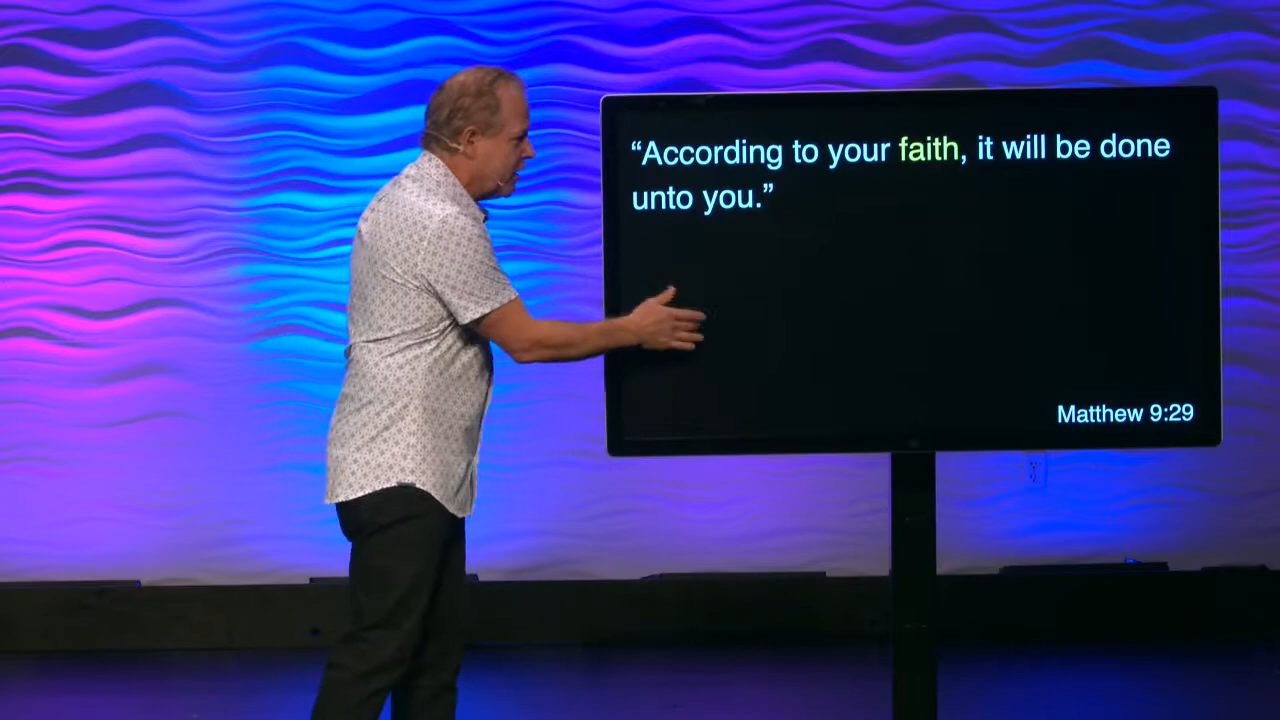 “According to your faith, it will be done
unto you.”
Matthew 9:29